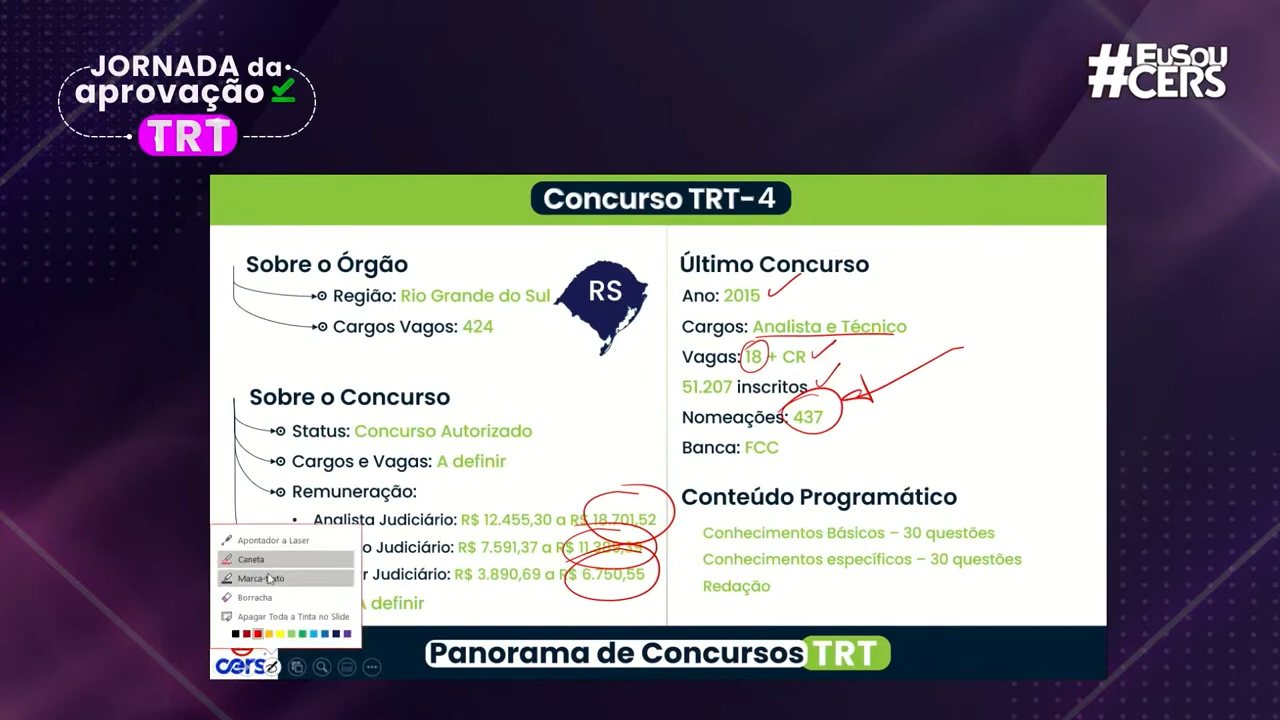 JORNADA da
aprovação
TRT
#EuSou
CERS
Concurso TRT-4
Sobre o Órgão
Região: Rio Grande do Sul
Cargos Vagos: 424
RS
Sobre o Concurso
Status: Concurso Autorizado
Cargos e Vagas: A definir
Remuneração:
• Analista Judiciário: R$ 12.455,30 a R$ 18.701,52
o Judiciário: R$ 7.591,37 a R$
r Judiciário: R$ 3.890,69 a R$ 6.750,55
A definir
Último Concurso
Ano: 2015
Cargos: Analista e Técnico
Vagas: 18 + CR
51.207 inscritos
Nomeações: 437
Banca: FCC
Conteúdo Programático
Conhecimentos Básicos – 30 questões
Conhecimentos específicos – 30 questões
Redação
Apontador a Laser
Caneta
Marca-texto
Borracha
Apagar Toda a Tinta no Slide
cers
Panorama de Concursos TRT